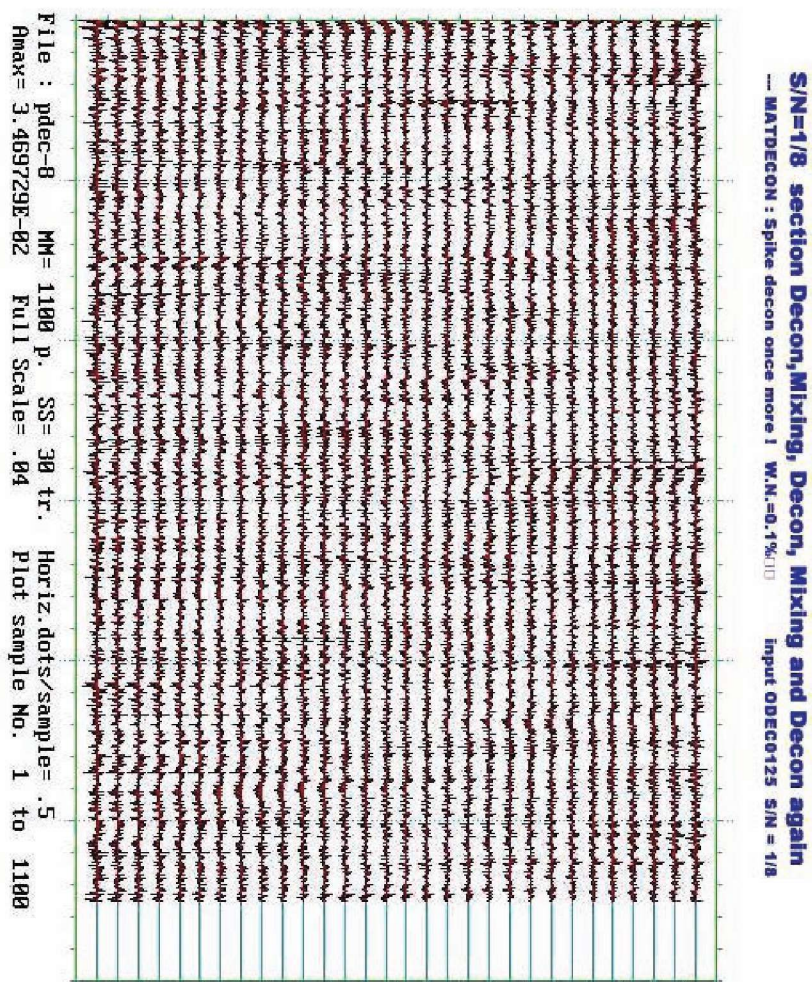 S/N=1/8 section Decon,Mixing, Decon, Mixing and Decon again
--- MATDECON : Spike decon once more ! W.N.=0.1%□□ input ODEC0125 S/N = 1/8
File : pdec-8 MM= 1100 p. SS= 30 tr. Horiz.dots/sample= .5
Amax= 3.469729E-02 Full Scale= .04 Plot sample No. 1 to 1100